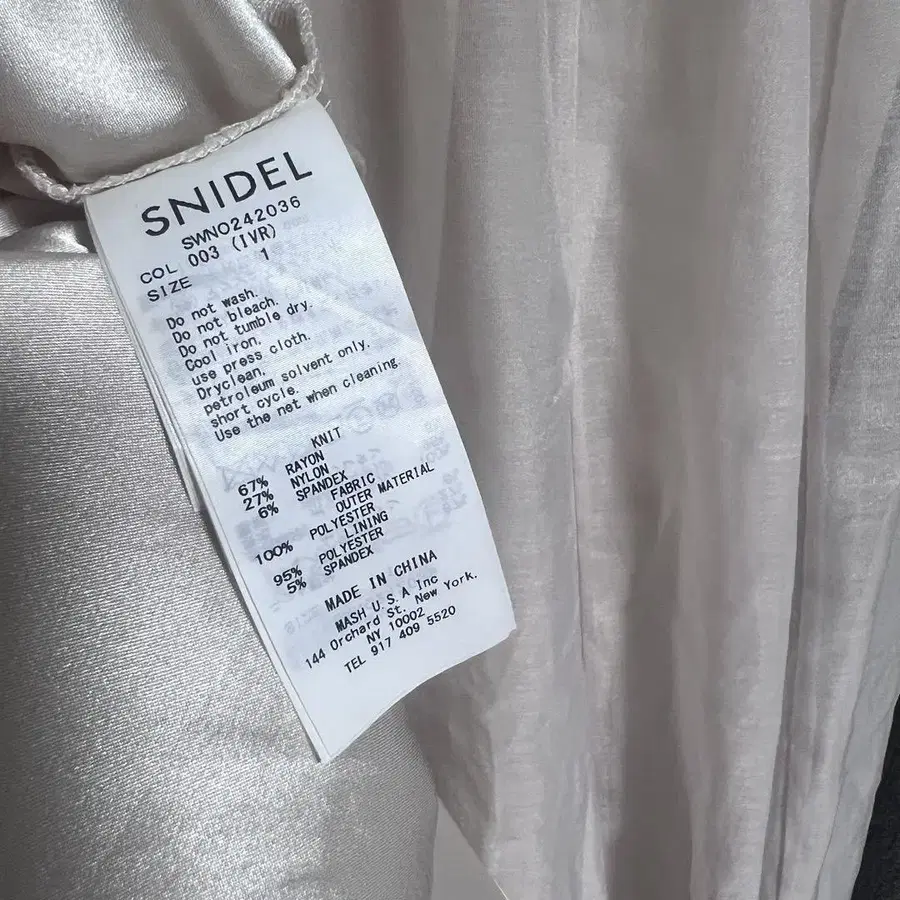 SNIDEL
SWNO242036
COL 003 (IVR)
SIZE 1
Do not wash.
Do not bleach.
Do not tumble dry.
Cool iron.
use press cloth.
Dryclean.
petroleum solvent only.
short cycle.
Use the net when cleaning.
KNIT
67% RAYON
27% NYLON
6% SPANDEX
FABRIC
OUTER MATERIAL
100% POLYESTER
LINING
95% POLYESTER
5% SPANDEX
MADE IN CHINA
MASH U.S.A Inc
144 Orchard St. New York.
NY 10002
TEL 917 409 5520